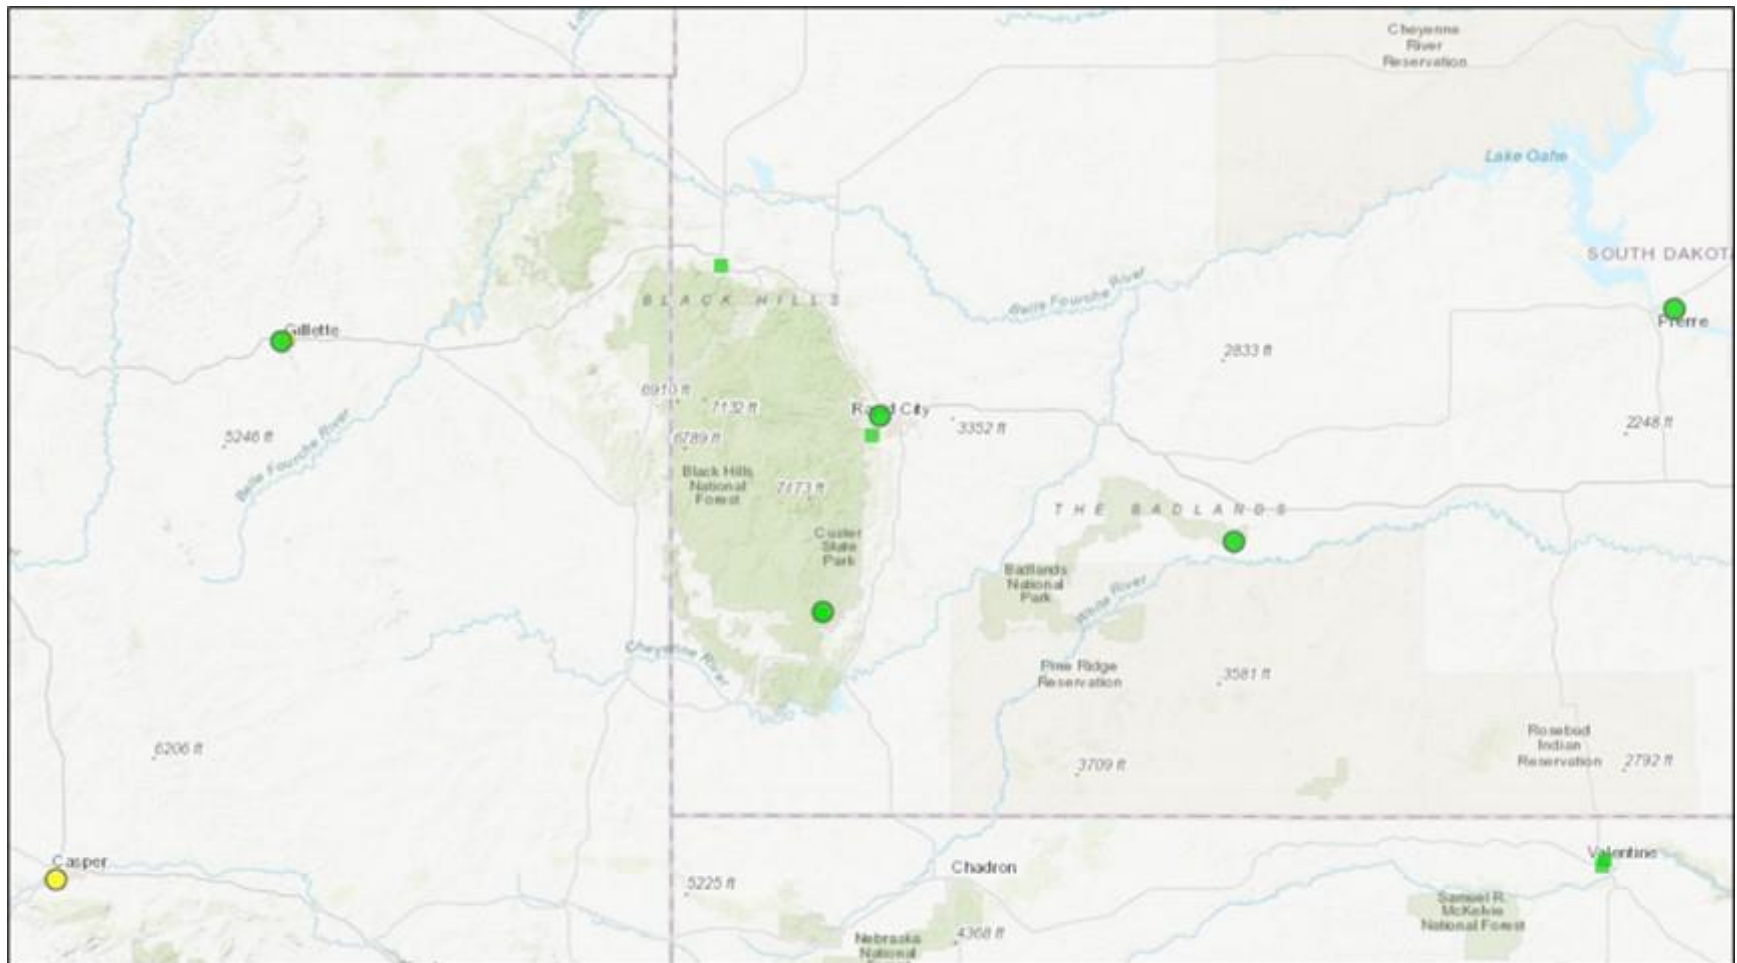 Cheyenne
River
Reservation
Lake Oahe
SOUTH DAKOTA
BLACK HILLS
Belle Fourche River
Gillette
Pierre
2833 ft
6910 ft
7132 ft
Rapid City
3352 ft
2248 ft
5246 ft
6789 ft
Belle Fourche River
Black Hills
National
Forest
7173 ft
THE BADLANDS
Custer
State
Park
Badlands
National
Park
White River
Cheyenne River
Pine Ridge
Reservation
3581 ft
6206 ft
3709 ft
Rosebud
Indian
Reservation
2792 ft
Casper
Chadron
Valentine
5225 ft
Samuel R.
McKelvie
National Forest
4368 ft
Nebraska
National